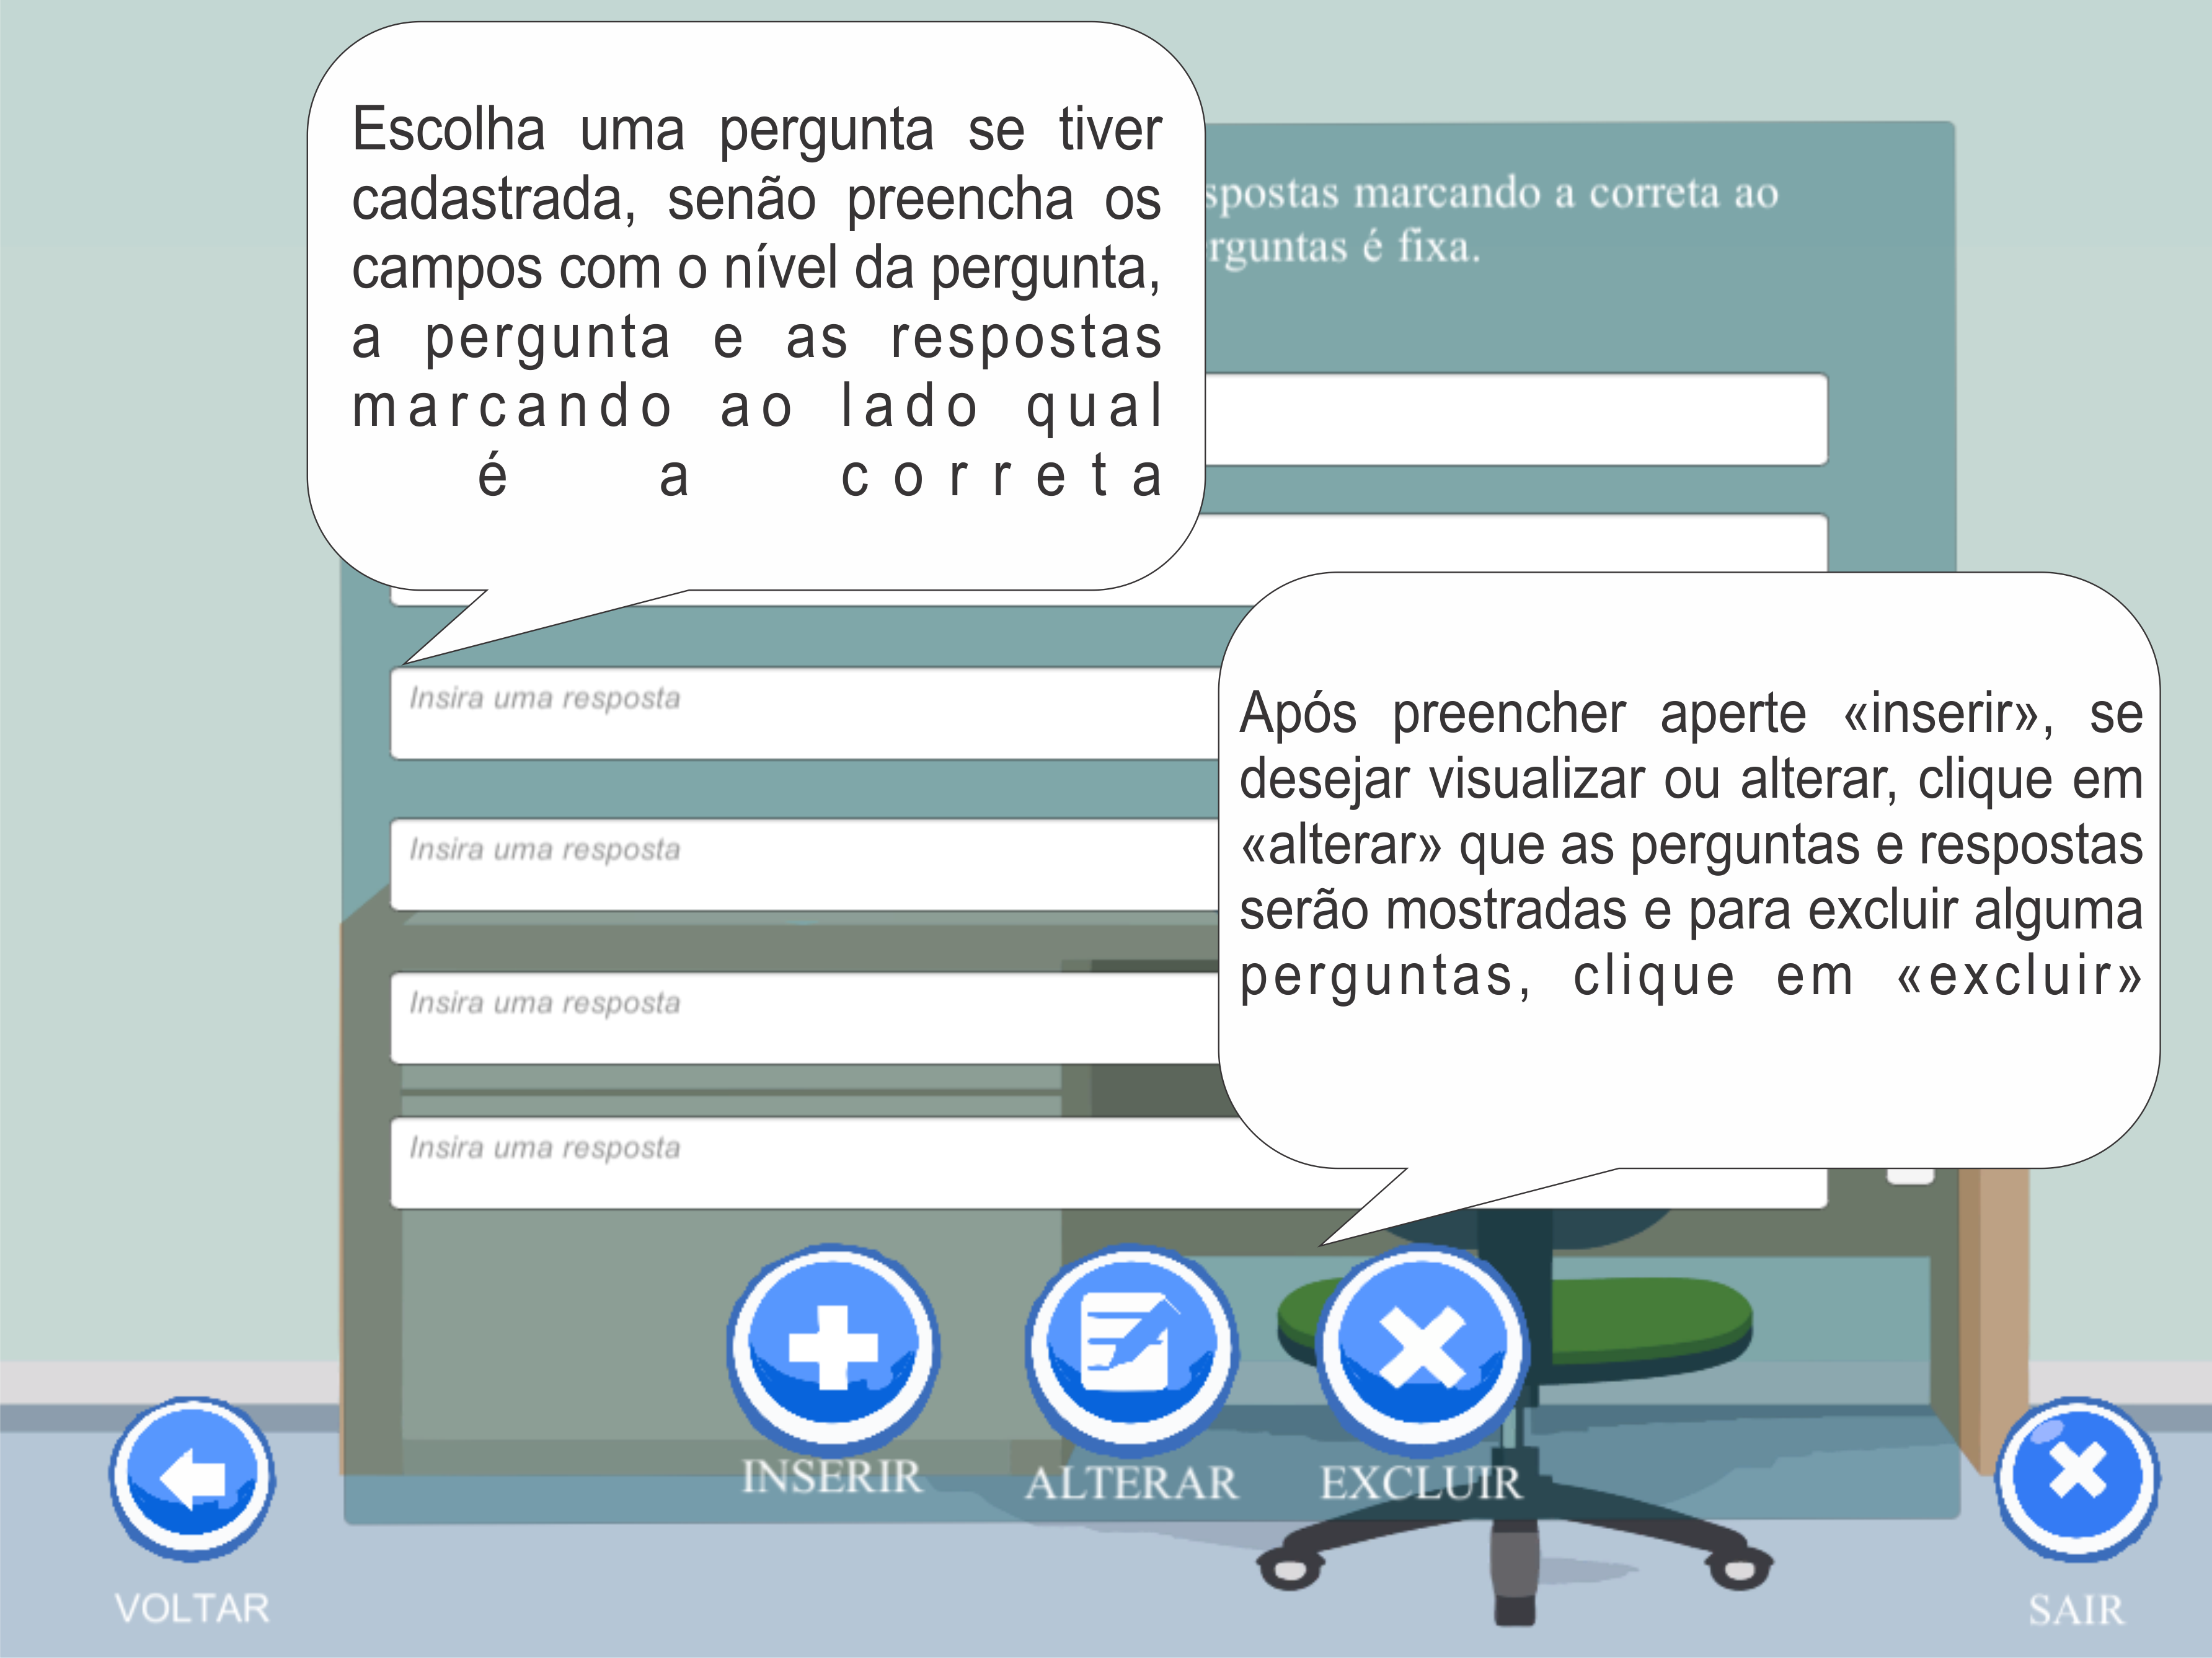 Escolha uma pergunta se tiver
cadastrada, senão preencha os
campos com o nível da pergunta,
a pergunta e as respostas
marcando ao lado qual
é a correta
spostas marcando a correta ao
rguntas é fixa.
Insira uma resposta
Insira uma resposta
Insira uma resposta
Insira uma resposta
Após preencher aperte «inserir», se
desejar visualizar ou alterar, clique em
«alterar» que as perguntas e respostas
serão mostradas e para excluir alguma
perguntas, clique em «excluir»
INSERIR
ALTERAR
EXCLUIR
VOLTAR
SAIR